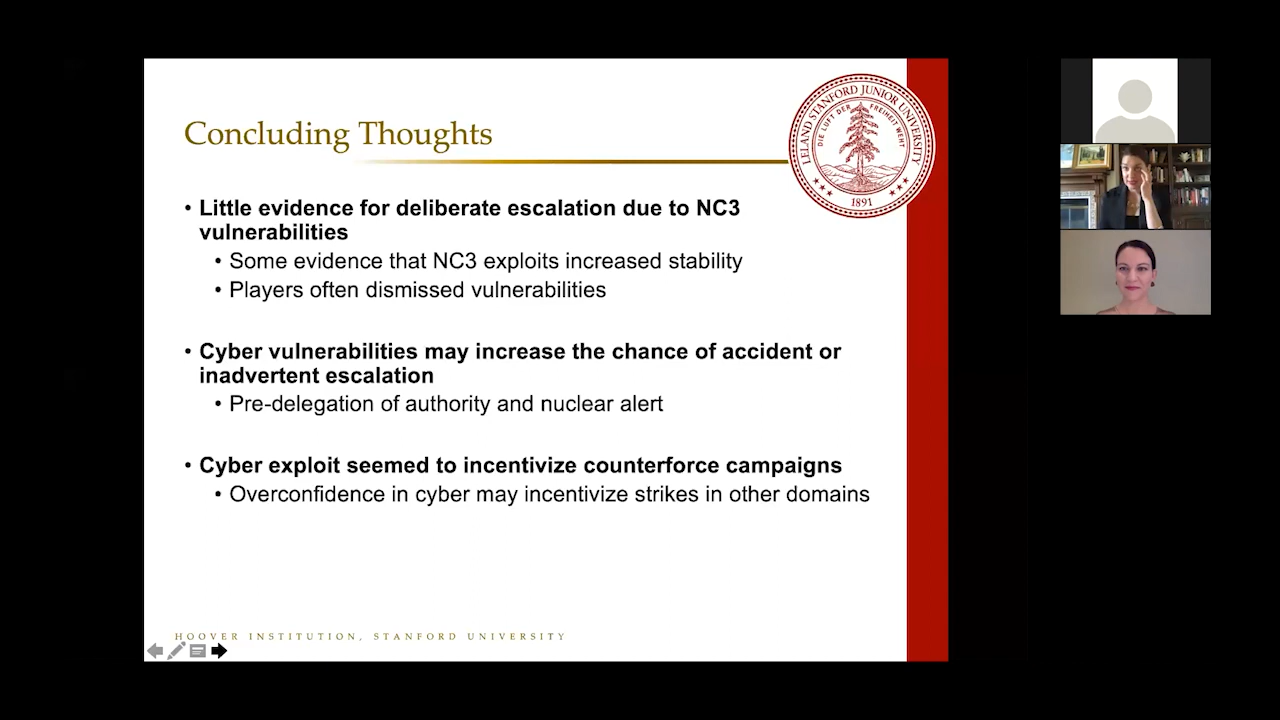 Concluding Thoughts
LELAND STANFORD JUNIOR UNIVERSITY
DIE LUFT DER FREIHEIT WEHT
1891
• Little evidence for deliberate escalation due to NC3
vulnerabilities
• Some evidence that NC3 exploits increased stability
• Players often dismissed vulnerabilities
• Cyber vulnerabilities may increase the chance of accident or
inadvertent escalation
• Pre-delegation of authority and nuclear alert
• Cyber exploit seemed to incentivize counterforce campaigns
• Overconfidence in cyber may incentivize strikes in other domains
HOOVER INSTITUTION, STANFORD UNIVERSITY